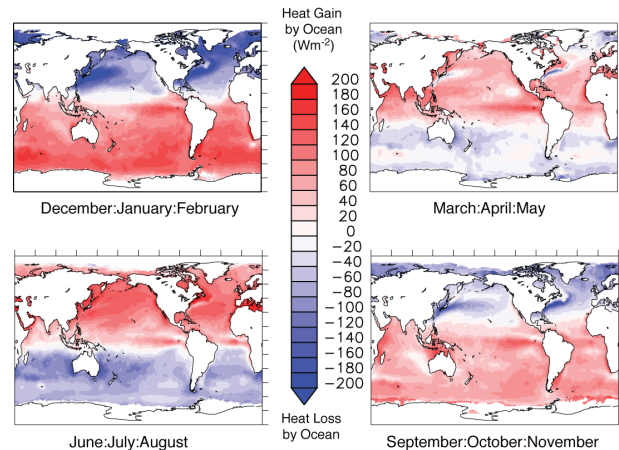 Heat Gain
by Ocean
(Wm-2)
200
180
160
140
120
100
80
60
40
20
0
−20
−40
−60
−80
−100
−120
−140
−160
−180
−200
Heat Loss
by Ocean
December:January:February
March:April:May
June:July:August
September:October:November